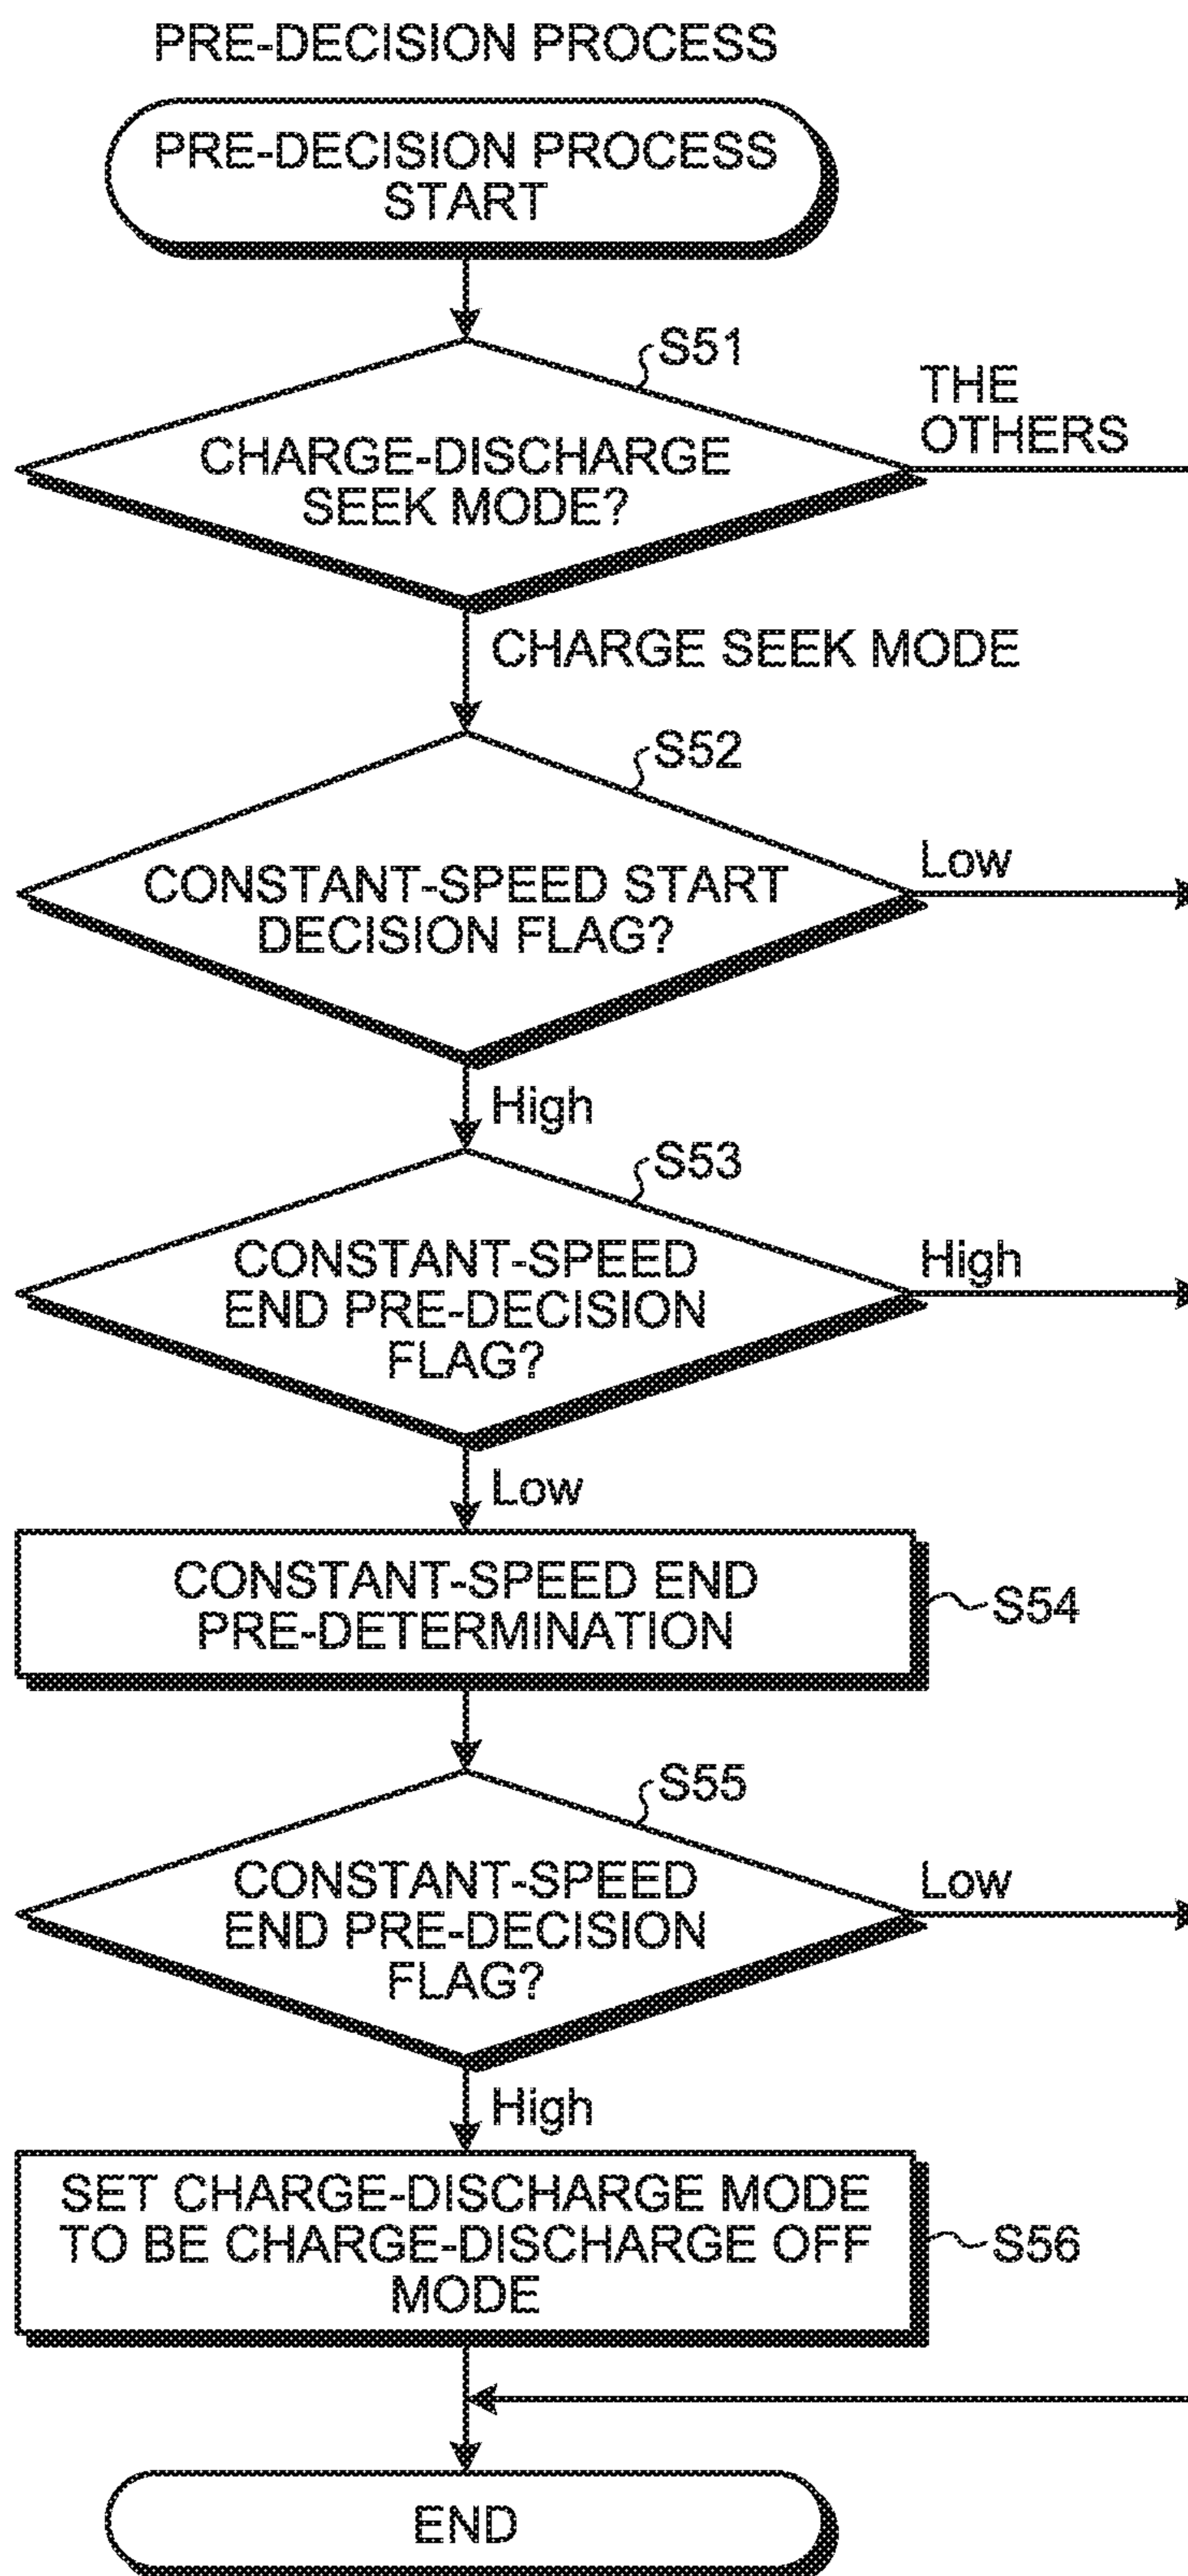 PRE-DECISION PROCESS
PRE-DECISION PROCESS
START
S51
THE
OTHERS
CHARGE-DISCHARGE
SEEK MODE?
CHARGE SEEK MODE
S52
Low
CONSTANT-SPEED START
DECISION FLAG?
High
S53
High
CONSTANT-SPEED
END PRE-DECISION
FLAG?
Low
CONSTANT-SPEED END
PRE-DETERMINATION
S54
S55
Low
CONSTANT-SPEED
END PRE-DECISION
FLAG?
High
SET CHARGE-DISCHARGE MODE
TO BE CHARGE-DISCHARGE OFF
MODE
S56
END